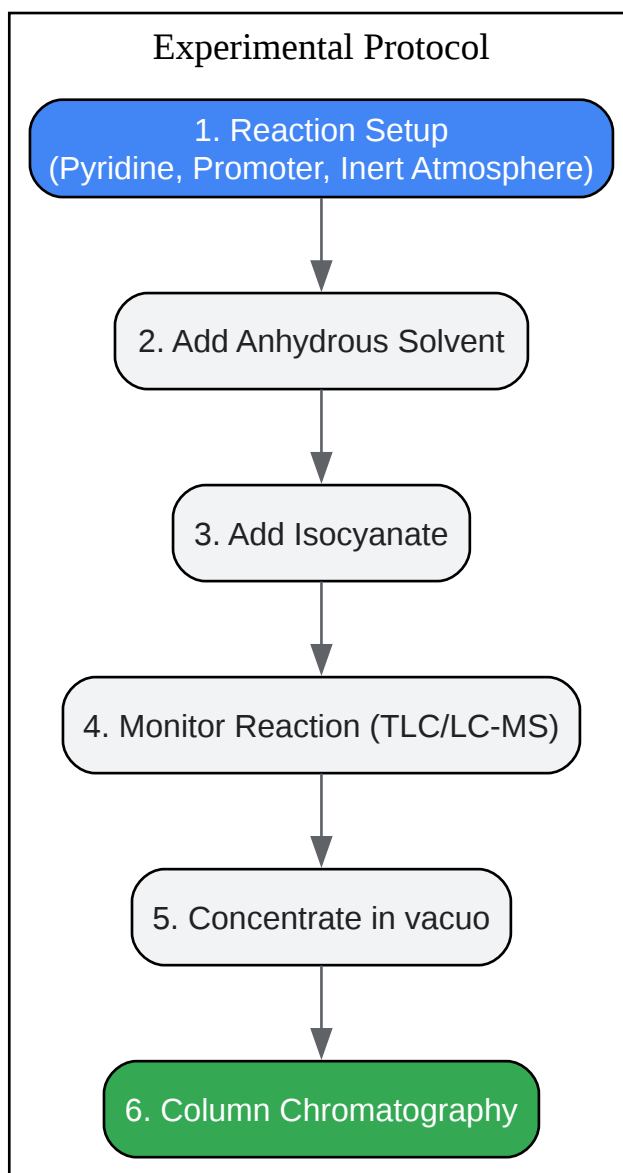 Experimental Protocol
1. Reaction Setup
(Pyridine, Promoter, Inert Atmosphere)
2. Add Anhydrous Solvent
3. Add Isocyanate
4. Monitor Reaction (TLC/LC-MS)
5. Concentrate in vacuo
6. Column Chromatography